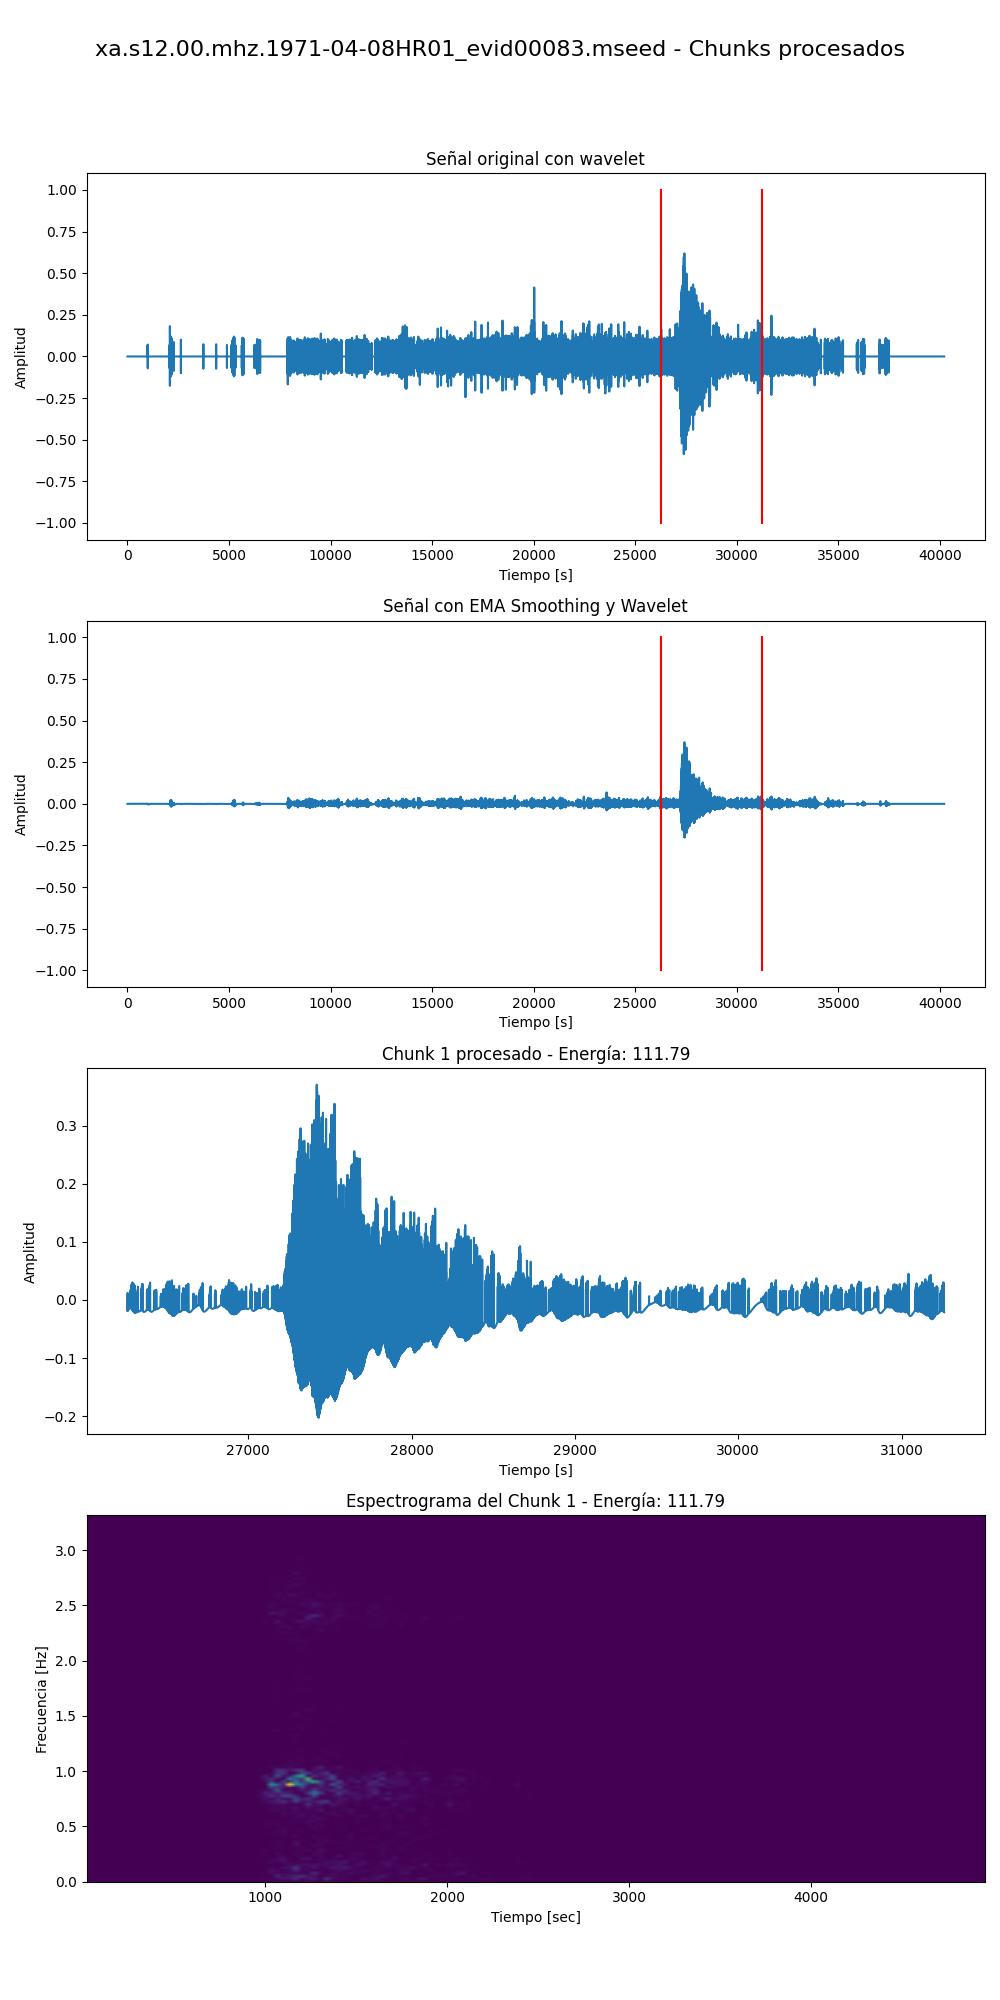 xa.s12.00.mhz.1971-04-08HR01_evid00083.mseed - Chunks procesados
Señal original con wavelet
1.00
0.75
0.50
0.25
0.00
−0.25
−0.50
−0.75
−1.00
Amplitud
0 5000 10000 15000 20000 25000 30000 35000 40000
Tiempo [s]
Señal con EMA Smoothing y Wavelet
1.00
0.75
0.50
0.25
0.00
−0.25
−0.50
−0.75
−1.00
Amplitud
0 5000 10000 15000 20000 25000 30000 35000 40000
Tiempo [s]
Chunk 1 procesado - Energía: 111.79
0.3
0.2
0.1
0.0
−0.1
−0.2
Amplitud
27000 28000 29000 30000 31000
Tiempo [s]
Espectrograma del Chunk 1 - Energía: 111.79
3.0
2.5
2.0
1.5
1.0
0.5
0.0
Frecuencia [Hz]
1000 2000 3000 4000
Tiempo [sec]